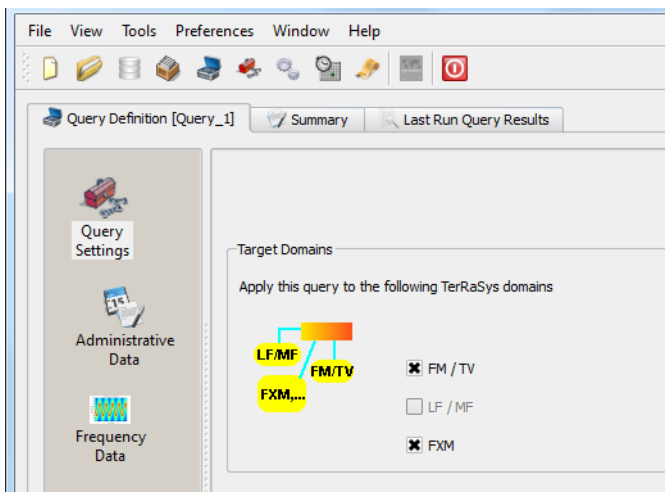 File View Tools Preferences Window Help
Query Definition [Query_1] Summary Last Run Query Results
Query
Settings
Administrative
Data
Frequency
Data
Target Domains
Apply this query to the following TerRaSys domains
LF/MF
FM/TV
FXM,...
FM / TV
LF / MF
FXM